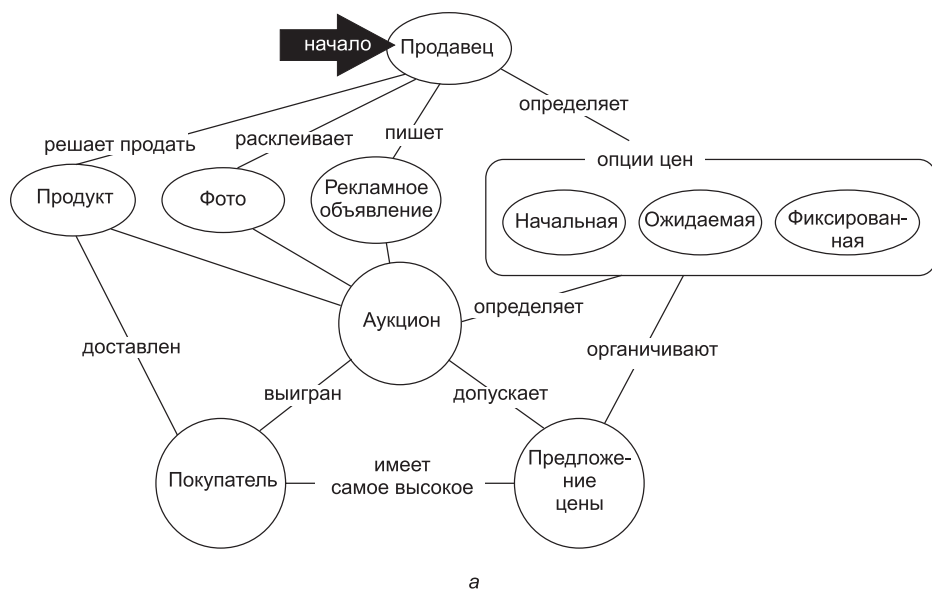 начало
Продавец
определяет
решает продать
расклеивает
пишет
опции цен
Продукт
Фото
Рекламное
объявление
Начальная
Ожидаемая
Фиксирован-
ная
Аукцион
определяет
доставлен
органичивают
выигран
допускает
Покупатель
имеет
самое высокое
Предложе-
ние
цены
а